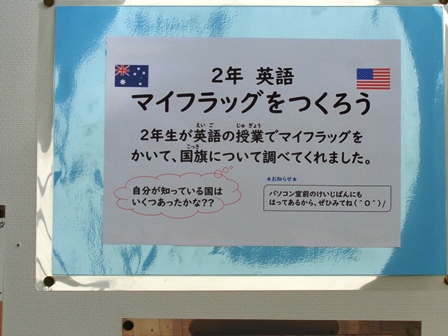 2年 英語
マイフラッグをつくろう
2年生が英語の授業でマイフラッグを
かいて、国旗について調べてくれました。
自分が知っている国は
いくつあったかな??
★お知らせ★
パソコン室前のけいじばんにも
はってあるから、ぜひみてね(＾O＾)/